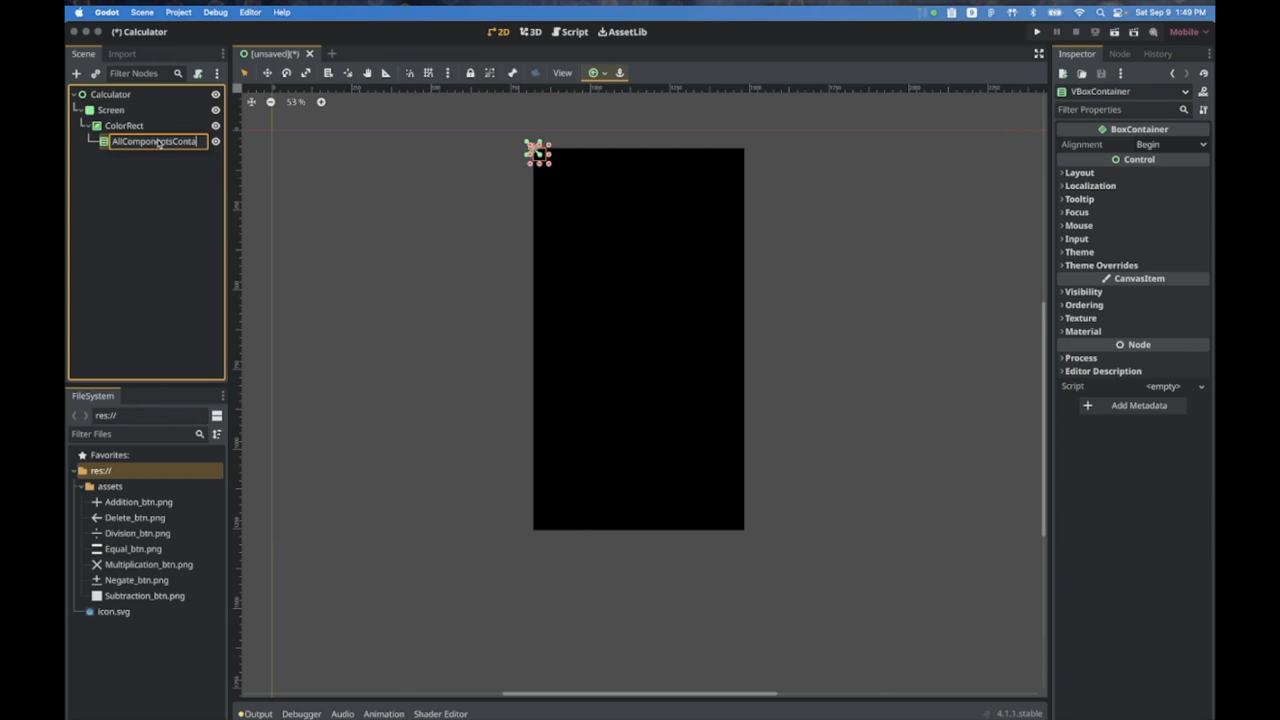 Godot Scene Project Debug Editor Help
Sat Sep 9 1:49 PM
(*) Calculator
2D 3D Script AssetLib
Mobile
Scene Import
[unsaved](*)
Inspector Node History
Filter Nodes
View
Calculator
Screen
ColorRect
AllComponentsConta
53 %
VBoxContainer
Filter Properties
BoxContainer
Alignment Begin
Control
Layout
Localization
Tooltip
Focus
Mouse
Input
Theme
Theme Overrides
CanvasItem
Visibility
Ordering
Texture
Material
Node
Process
Editor Description
Script <empty>
Add Metadata
FileSystem
res://
Filter Files
Favorites:
res://
assets
Addition_btn.png
Delete_btn.png
Division_btn.png
Equal_btn.png
Multiplication_btn.png
Negate_btn.png
Subtraction_btn.png
icon.svg
Output Debugger Audio Animation Shader Editor
4.1.1.stable